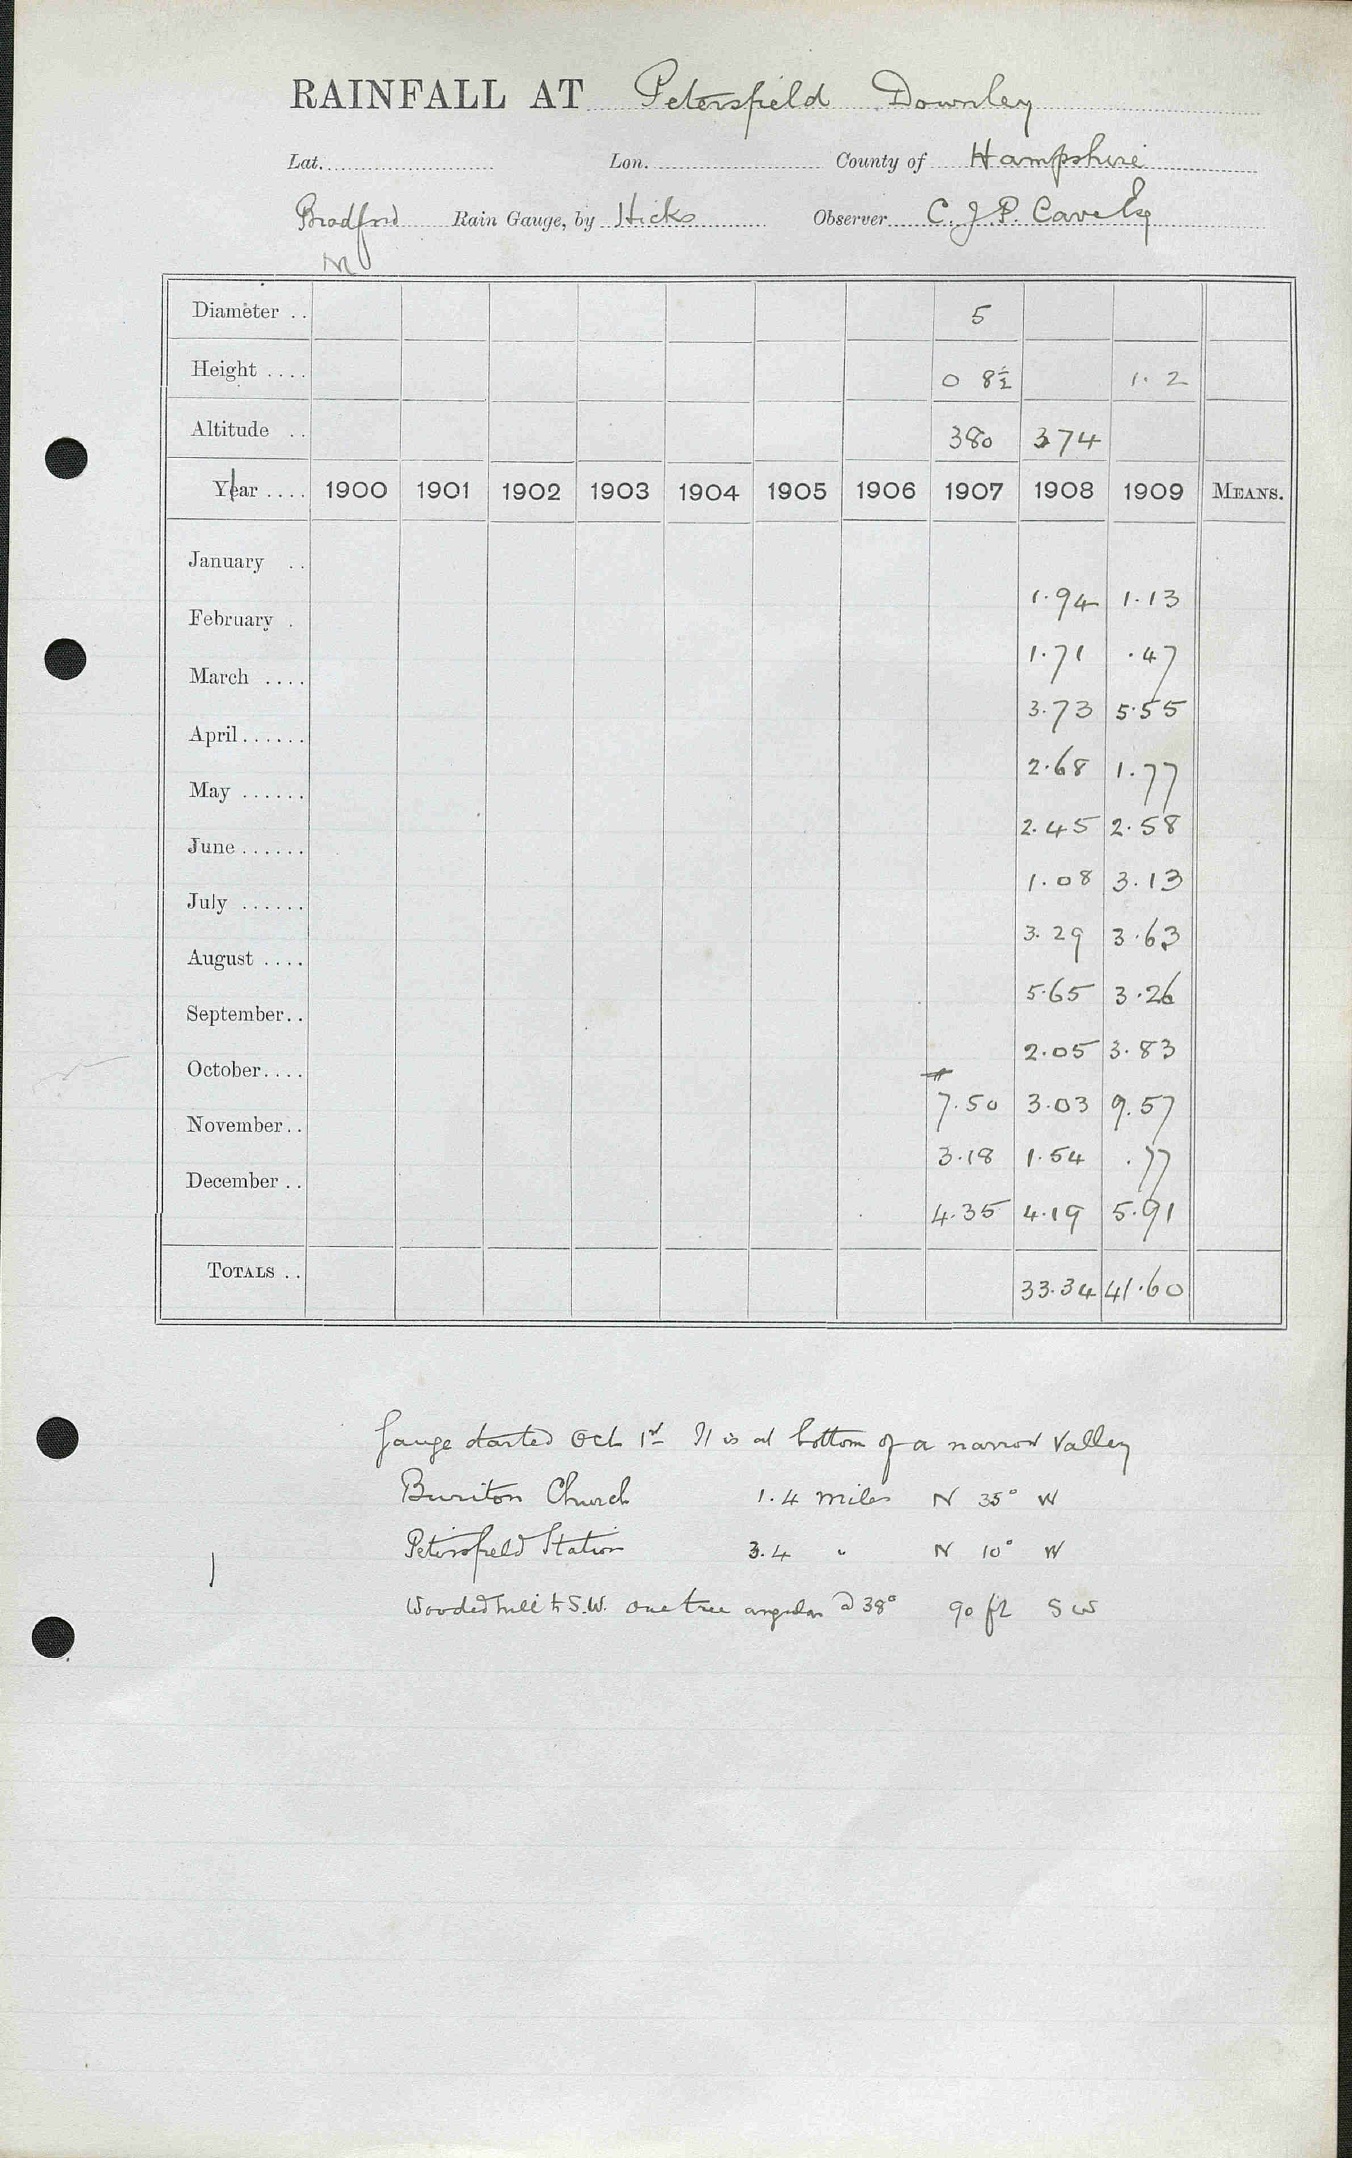 RAINFALL AT Petersfield Downley
Lat. Lon. County of Hampshire
Bradford Rain Gauge, by Hicks Observer C. J. P. Cave Esq
M
Diameter .. 5
Height .... 0 8½ 1. 2
Altitude .. 380 374
Year .... 1900 1901 1902 1903 1904 1905 1906 1907 1908 1909 MEANS.
January ..
1.94 1.13
February .
1.71 .47
March ....
3.73 5.55
April ......
2.68 1.77
May ......
2.45 2.58
June ......
1.08 3.13
July ......
3.29 3.63
August ....
5.65 3.26
September ..
2.05 3.83
October ....
7.50 3.03 9.57
November ..
3.18 1.54 .77
December ..
4.35 4.19 5.91
TOTALS .. 33.34 41.60
Gauge started Oct 1st It is at bottom of a narrow valley
Buriton Church 1.4 miles N 35° W
Petersfield Station 3.4 " N 10° W
Wooded hill to S.W. one tree angular 38° 90 ft SW